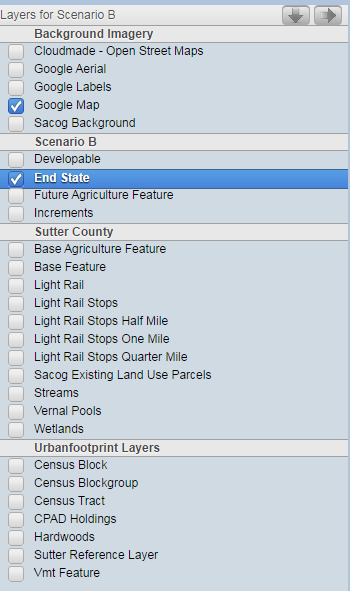 Layers for Scenario B
Background Imagery
Cloudmade - Open Street Maps
Google Aerial
Google Labels
Google Map
Sacog Background
Scenario B
Developable
End State
Future Agriculture Feature
Increments
Sutter County
Base Agriculture Feature
Base Feature
Light Rail
Light Rail Stops
Light Rail Stops Half Mile
Light Rail Stops One Mile
Light Rail Stops Quarter Mile
Sacog Existing Land Use Parcels
Streams
Vernal Pools
Wetlands
Urbanfootprint Layers
Census Block
Census Blockgroup
Census Tract
CPAD Holdings
Hardwoods
Sutter Reference Layer
Vmt Feature